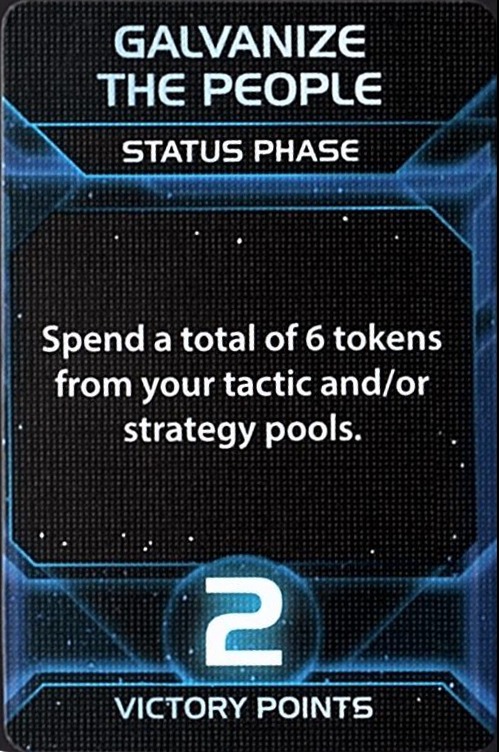 GALVANIZE
THE PEOPLE
STATUS PHASE
Spend a total of 6 tokens
from your tactic and/or
strategy pools.
2
VICTORY POINTS